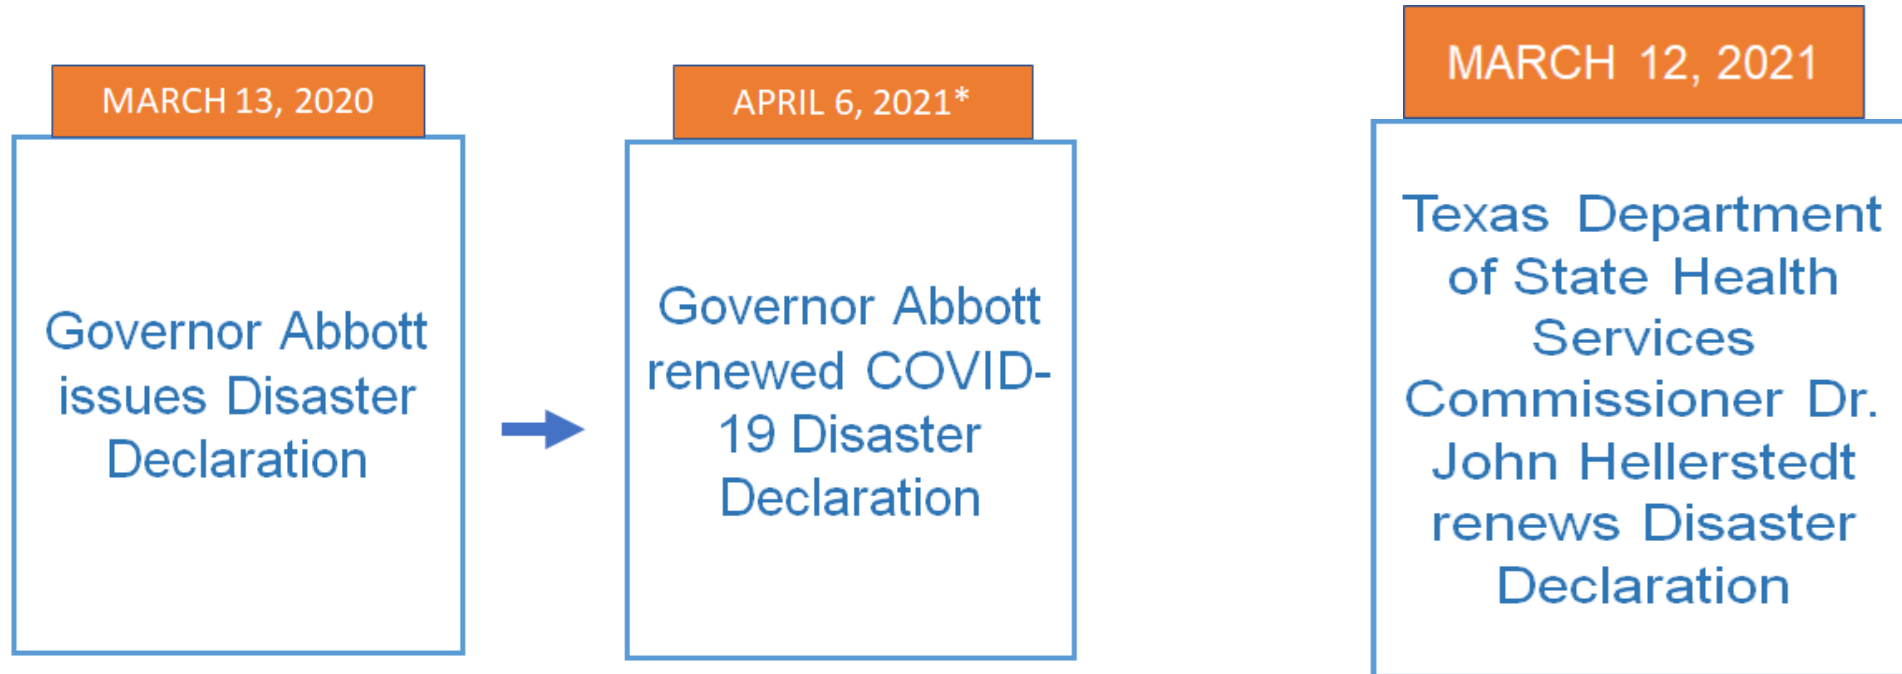 MARCH 13, 2020
Governor Abbott
issues Disaster
Declaration
APRIL 6, 2021*
Governor Abbott
renewed COVID-
19 Disaster
Declaration
MARCH 12, 2021
Texas Department
of State Health
Services
Commissioner Dr.
John Hellerstedt
renews Disaster
Declaration